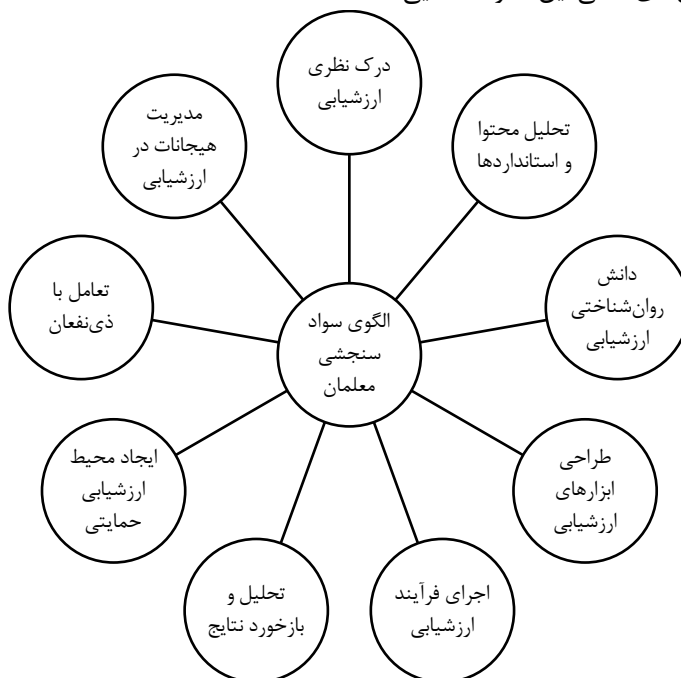 درک نظری
ارزشیابی
تحلیل محتوا
و استانداردها
دانش
روان‌شناختی
ارزشیابی
طراحی
ابزارهای
ارزشیابی
اجرای فرآیند
ارزشیابی
تحلیل و
بازخورد نتایج
ایجاد محیط
ارزشیابی
حمایتی
تعامل با
ذی‌نفعان
مدیریت
هیجانات در
ارزشیابی
الگوی سواد
سنجشی
معلمان